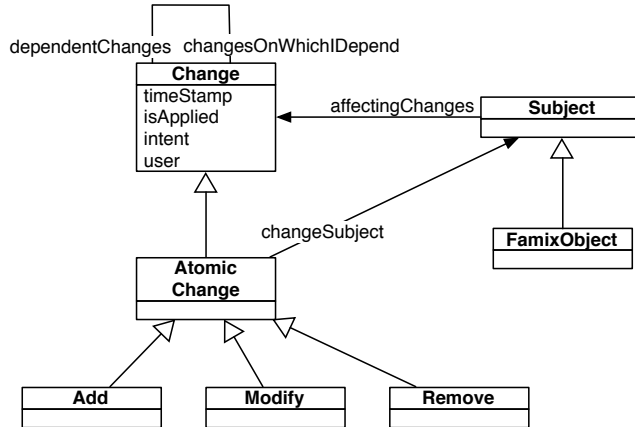 dependentChanges
changesOnWhichIDepend
Change
timeStamp
isApplied
intent
user
affectingChanges
Subject
changeSubject
FamixObject
Atomic
Change
Add
Modify
Remove